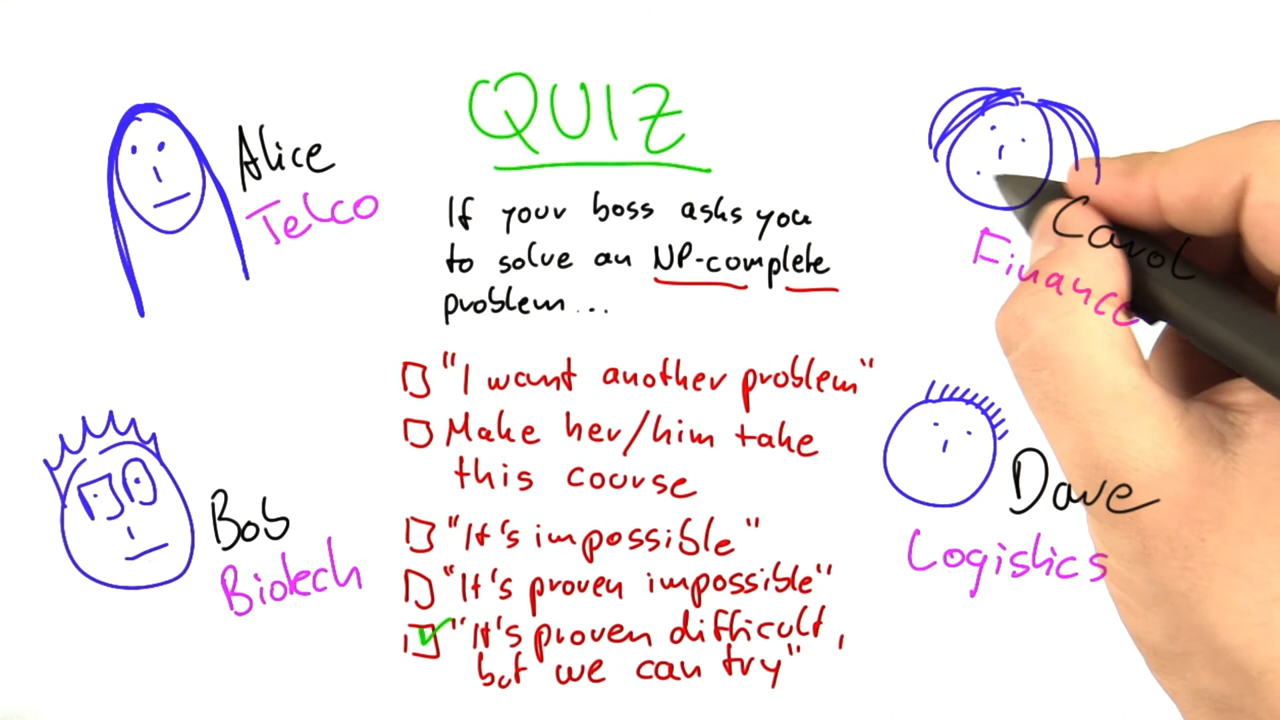 QUIZ
Alice
Telco
If your boss asks you
to solve an NP-complete
problem...
Carol
Finance
"I want another problem"
Make her/him take
this course
"It's impossible"
"It's proven impossible"
"It's proven difficult,
but we can try"
Bob
Biotech
Dave
Logistics